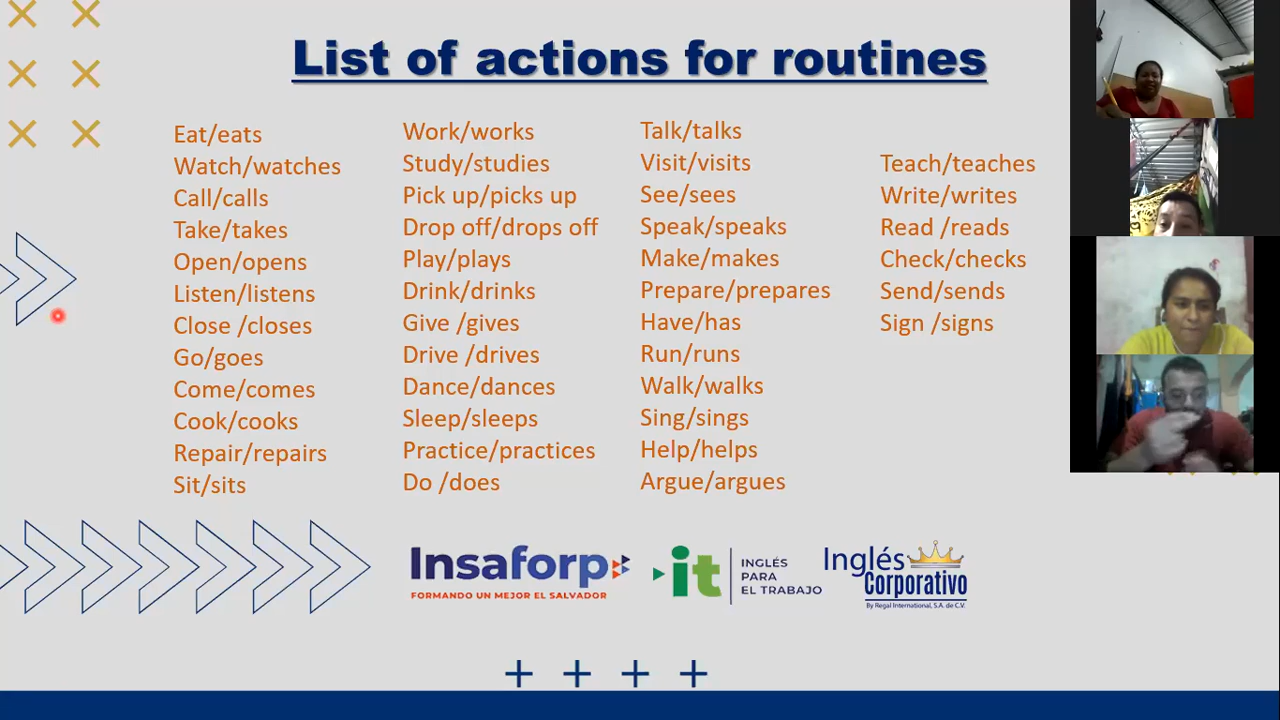 List of actions for routines
Eat/eats
Watch/watches
Call/calls
Take/takes
Open/opens
Listen/listens
Close /closes
Go/goes
Come/comes
Cook/cooks
Repair/repairs
Sit/sits
Work/works
Study/studies
Pick up/picks up
Drop off/drops off
Play/plays
Drink/drinks
Give /gives
Drive /drives
Dance/dances
Sleep/sleeps
Practice/practices
Do /does
Talk/talks
Visit/visits
See/sees
Speak/speaks
Make/makes
Prepare/prepares
Have/has
Run/runs
Walk/walks
Sing/sings
Help/helps
Argue/argues
Teach/teaches
Write/writes
Read /reads
Check/checks
Send/sends
Sign /signs
Insaforp
FORMANDO UN MEJOR EL SALVADOR
it
INGLÉS
PARA
EL TRABAJO
Inglés
Corporativo
By Regal International, S.A. de C.V.